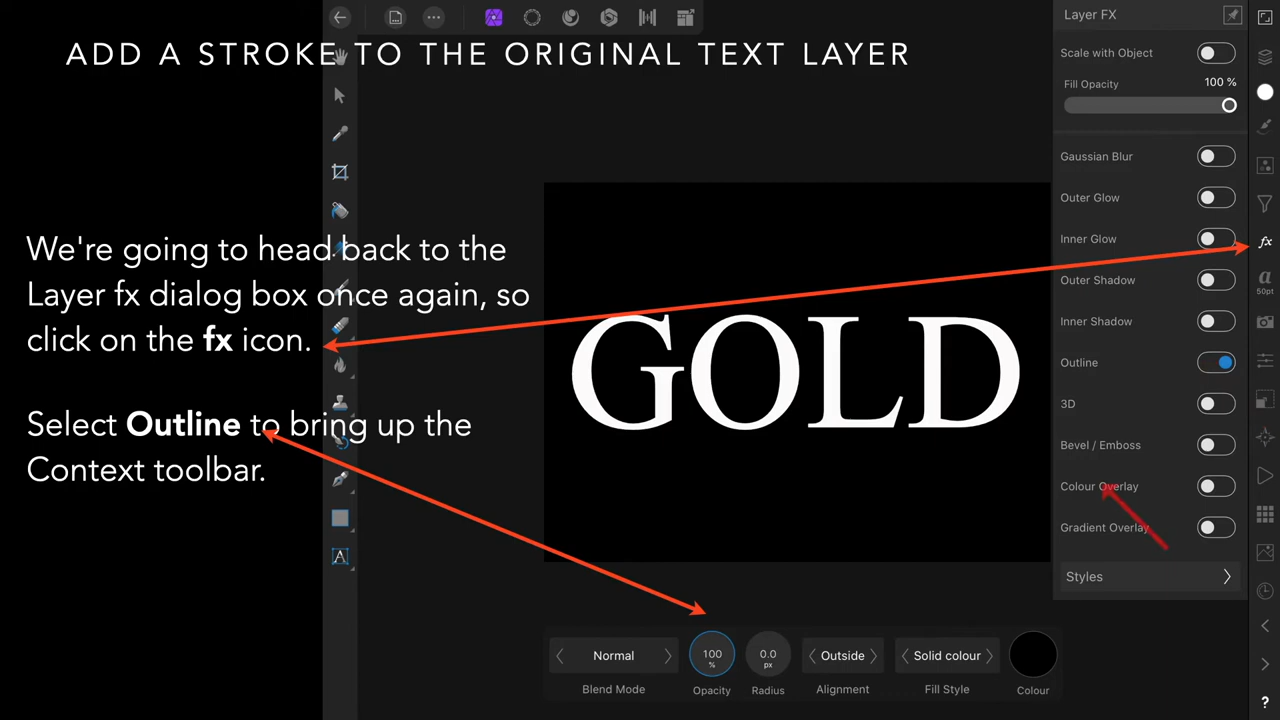 ADD A STROKE TO THE ORIGINAL TEXT LAYER
We're going to head back to the
Layer fx dialog box once again, so
click on the fx icon.
Select Outline to bring up the
Context toolbar.
GOLD
A
Layer FX
Scale with Object
Fill Opacity
100 %
Gaussian Blur
Outer Glow
Inner Glow
Outer Shadow
Inner Shadow
Outline
3D
Bevel / Emboss
Colour Overlay
Gradient Overlay
Styles
fx
a
50pt
?
Normal
Blend Mode
100
%
Opacity
0.0
px
Radius
Outside
Alignment
Solid colour
Fill Style
Colour